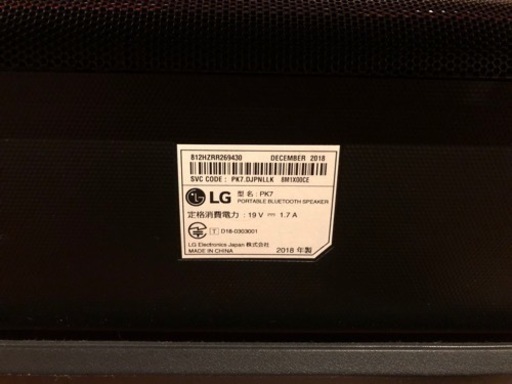 812HZRR269430 DECEMBER 2018
SVC CODE : PK7.DJPNLLK 8M1X00CE
LG 型名 : PK7
PORTABLE BLUETOOTH SPEAKER
定格消費電力 : 19 V ⎓ 1.7 A
T D18-0303001
LG Electronics Japan 株式会社
MADE IN CHINA 2018 年製